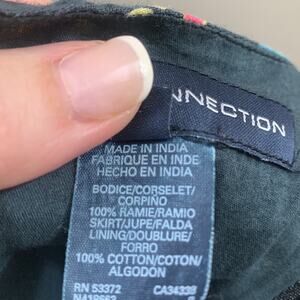 NNECTION
MADE IN INDIA
FABRIQUE EN INDE
HECHO EN INDIA
BODICE/CORSELET/
CORPIÑO
100% RAMIE/RAMIO
SKIRT/JUPE/FALDA
LINING/DOUBLURE/
FORRO
100% COTTON/COTON/
ALGODON
RN 53372 CA34338